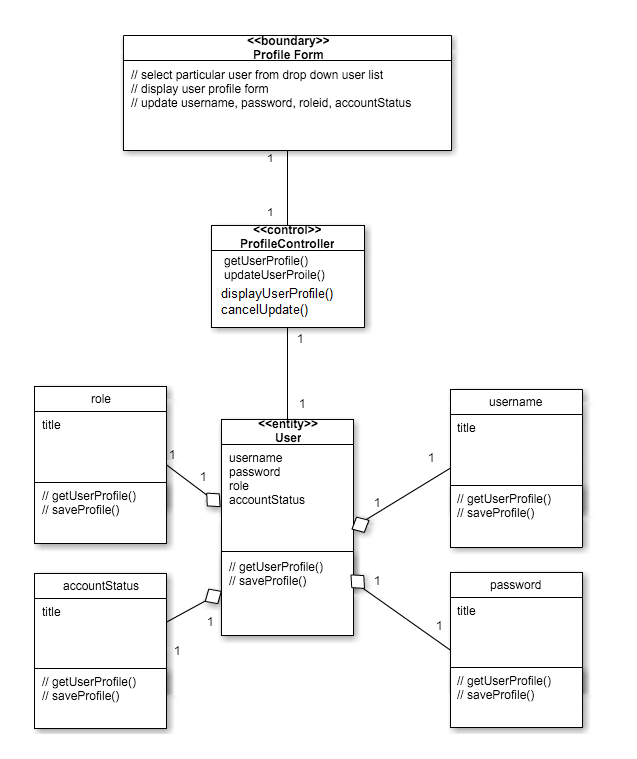 <<boundary>>
Profile Form
// select particular user from drop down user list
// display user profile form
// update username, password, roleid, accountStatus
1
1
<<control>>
ProfileController
getUserProfile()
updateUserProile()
displayUserProfile()
cancelUpdate()
1
1
role
title
// getUserProfile()
// saveProfile()
1
1
<<entity>>
User
username
password
role
accountStatus
// getUserProfile()
// saveProfile()
username
title
// getUserProfile()
// saveProfile()
1
1
accountStatus
title
// getUserProfile()
// saveProfile()
1
1
password
title
// getUserProfile()
// saveProfile()
1
1